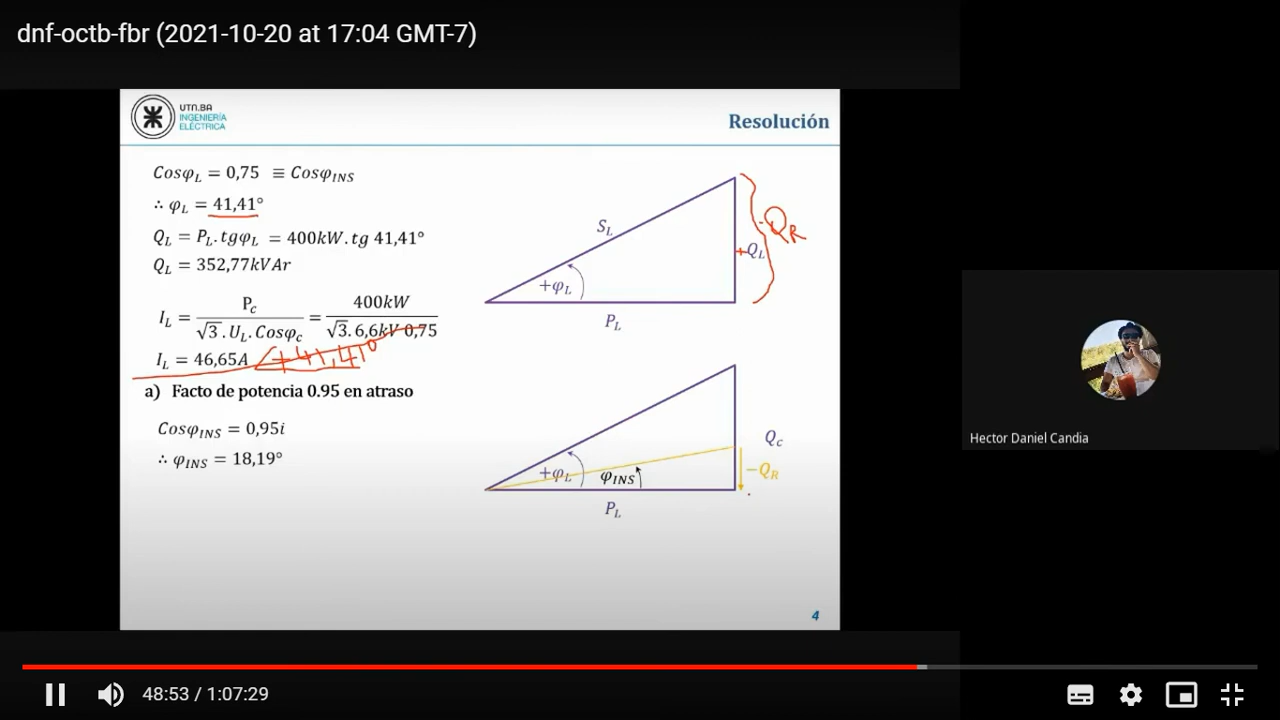 dnf-octb-fbr (2021-10-20 at 17:04 GMT-7)
UTN.BA
INGENIERÍA
ELÉCTRICA
Resolución
Cosφ_L = 0,75 ≡ Cosφ_INS
∴ φ_L = 41,41°
Q_L = P_L.tgφ_L = 400kW.tg 41,41°
Q_L = 352,77kVAr
I_L = P_c / √3.U_L.Cosφ_c = 400kW / √3.6,6kV 0,75
I_L = 46,65A ∠+41,41°
a) Facto de potencia 0.95 en atraso
Cosφ_INS = 0,95i
∴ φ_INS = 18,19°
S_L
+φ_L
P_L
+Q_L
-Q_R
+φ_L
φ_INS
P_L
Q_c
-Q_R
4
Hector Daniel Candia
48:53 / 1:07:29